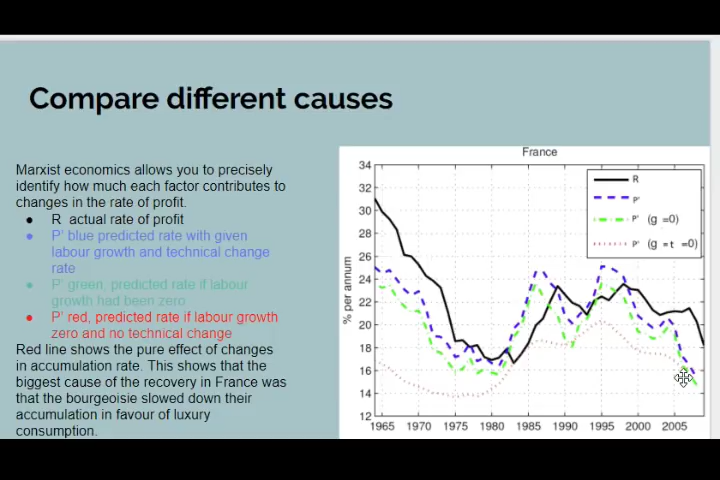 Compare different causes
Marxist economics allows you to precisely
identify how much each factor contributes to
changes in the rate of profit.
● R actual rate of profit
● P' blue predicted rate with given
labour growth and technical change
rate
● P' green, predicted rate if labour
growth had been zero
● P' red, predicted rate if labour growth
zero and no technical change
Red line shows the pure effect of changes
in accumulation rate. This shows that the
biggest cause of the recovery in France was
that the bourgeoisie slowed down their
accumulation in favour of luxury
consumption.
France
R
P'
P' (g =0)
P' (g =t =0)
% per annum
34
32
30
28
26
24
22
20
18
16
14
12
1965 1970 1975 1980 1985 1990 1995 2000 2005